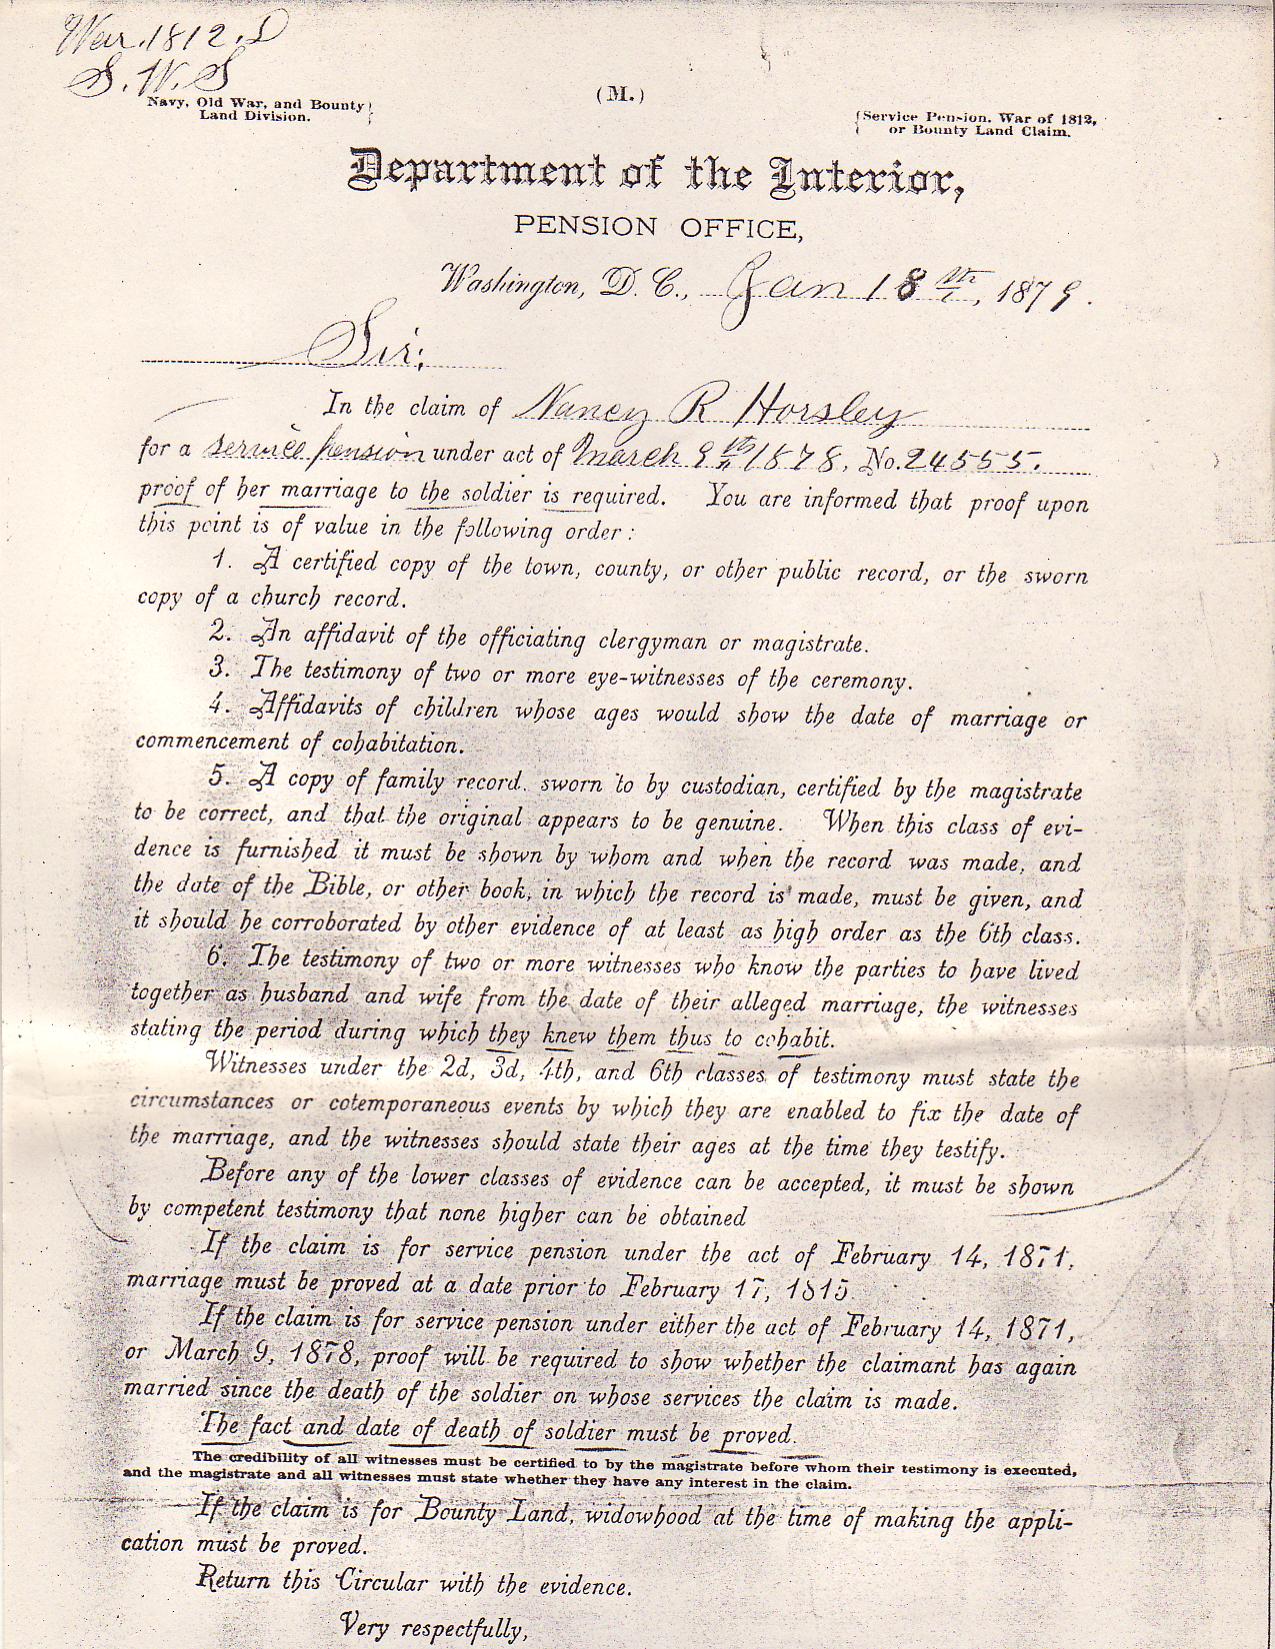 War. 1812. D
S. W. S
Navy, Old War, and Bounty
Land Division.
(M.)
Service Pension. War of 1812,
or Bounty Land Claim.
Department of the Interior,
PENSION OFFICE,
Washington, D. C., Jan 18th, 1879.
Sir:
In the claim of Nancy R Horsley
for a service pension under act of March 9th 1878, No. 24555.
proof of her marriage to the soldier is required. You are informed that proof upon
this point is of value in the following order:
1. A certified copy of the town, county, or other public record, or the sworn
copy of a church record.
2. An affidavit of the officiating clergyman or magistrate.
3. The testimony of two or more eye-witnesses of the ceremony.
4. Affidavits of children whose ages would show the date of marriage or
commencement of cohabitation.
5. A copy of family record. sworn to by custodian, certified by the magistrate
to be correct, and that the original appears to be genuine. When this class of evi-
dence is furnished it must be shown by whom and when the record was made, and
the date of the Bible, or other book, in which the record is made, must be given, and
it should be corroborated by other evidence of at least as high order as the 6th class.
6. The testimony of two or more witnesses who know the parties to have lived
together as husband and wife from the date of their alleged marriage, the witnesses
stating the period during which they knew them thus to cohabit.
Witnesses under the 2d, 3d, 4th, and 6th classes of testimony must state the
circumstances or cotemporaneous events by which they are enabled to fix the date of
the marriage, and the witnesses should state their ages at the time they testify.
Before any of the lower classes of evidence can be accepted, it must be shown
by competent testimony that none higher can be obtained
If the claim is for service pension under the act of February 14, 1871,
marriage must be proved at a date prior to February 17, 1815.
If the claim is for service pension under either the act of February 14, 1871,
or March 9, 1878, proof will be required to show whether the claimant has again
married since the death of the soldier on whose services the claim is made.
The fact and date of death of soldier must be proved.
The credibility of all witnesses must be certified to by the magistrate before whom their testimony is executed,
and the magistrate and all witnesses must state whether they have any interest in the claim.
If the claim is for Bounty Land, widowhood at the time of making the appli-
cation must be proved.
Return this Circular with the evidence.
Very respectfully,